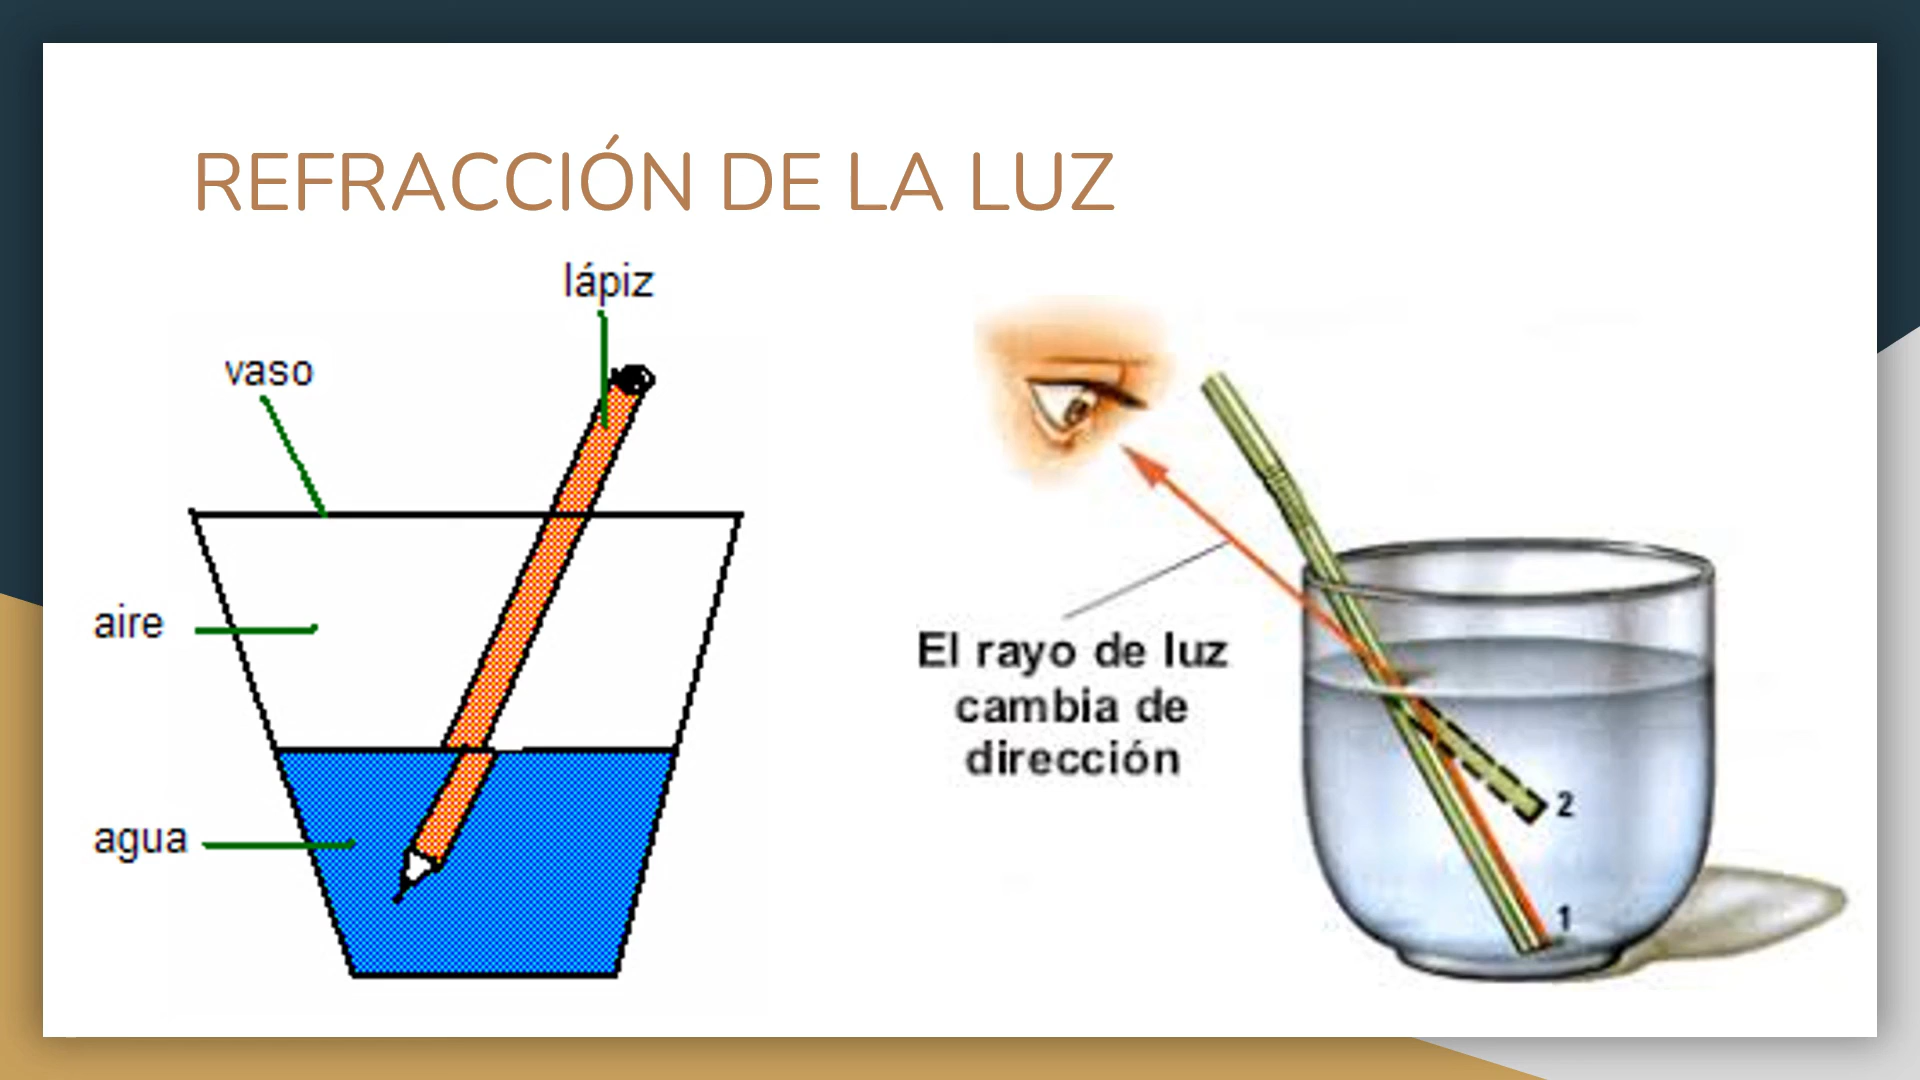 REFRACCIÓN DE LA LUZ
lápiz
vaso
aire
agua
El rayo de luz
cambia de
dirección
2
1